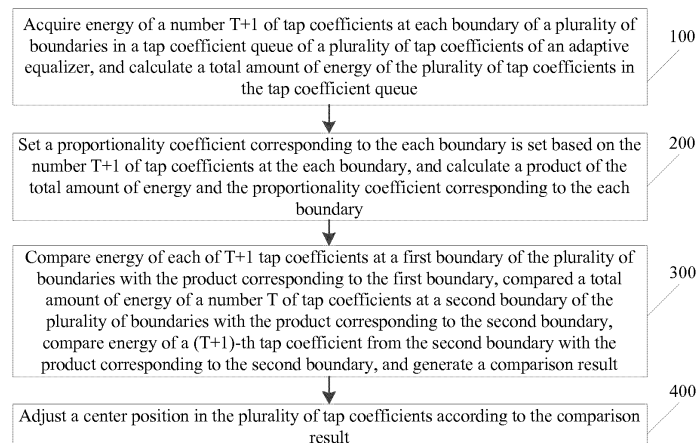 Acquire energy of a number T+1 of tap coefficients at each boundary of a plurality of
boundaries in a tap coefficient queue of a plurality of tap coefficients of an adaptive
equalizer, and calculate a total amount of energy of the plurality of tap coefficients in
the tap coefficient queue
100
Set a proportionality coefficient corresponding to the each boundary is set based on the
number T+1 of tap coefficients at the each boundary, and calculate a product of the
total amount of energy and the proportionality coefficient corresponding to the each
boundary
200
Compare energy of each of T+1 tap coefficients at a first boundary of the plurality of
boundaries with the product corresponding to the first boundary, compared a total
amount of energy of a number T of tap coefficients at a second boundary of the
plurality of boundaries with the product corresponding to the second boundary,
compare energy of a (T+1)-th tap coefficient from the second boundary with the
product corresponding to the second boundary, and generate a comparison result
300
Adjust a center position in the plurality of tap coefficients according to the comparison
result
400